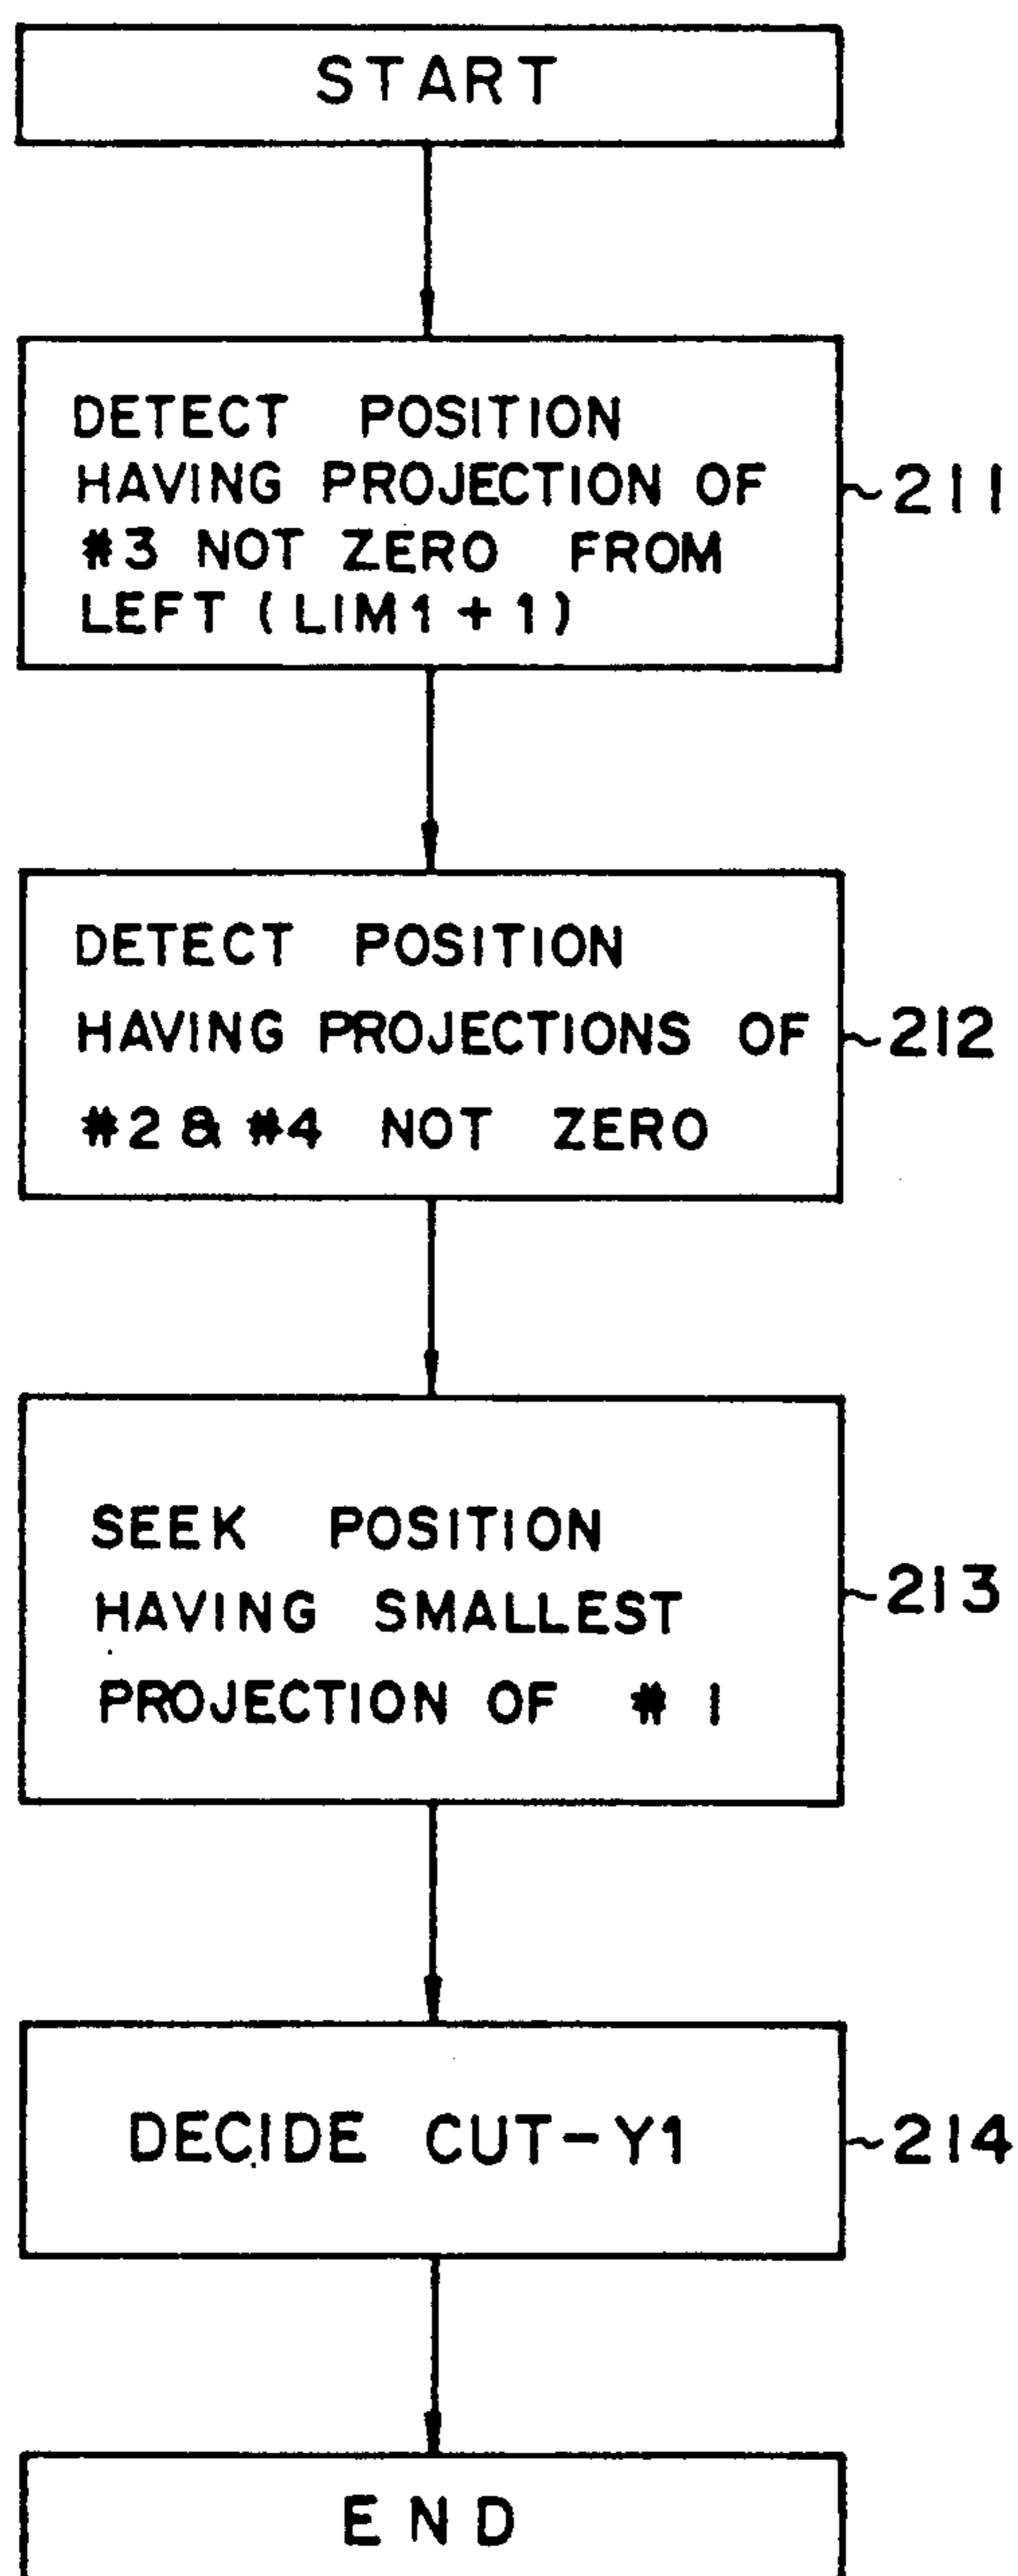 START
DETECT POSITION
HAVING PROJECTION OF
#3 NOT ZERO FROM
LEFT (LIM1 + 1)
211
DETECT POSITION
HAVING PROJECTIONS OF
#2 & #4 NOT ZERO
212
SEEK POSITION
HAVING SMALLEST
PROJECTION OF # 1
213
DECIDE CUT-Y1
214
END